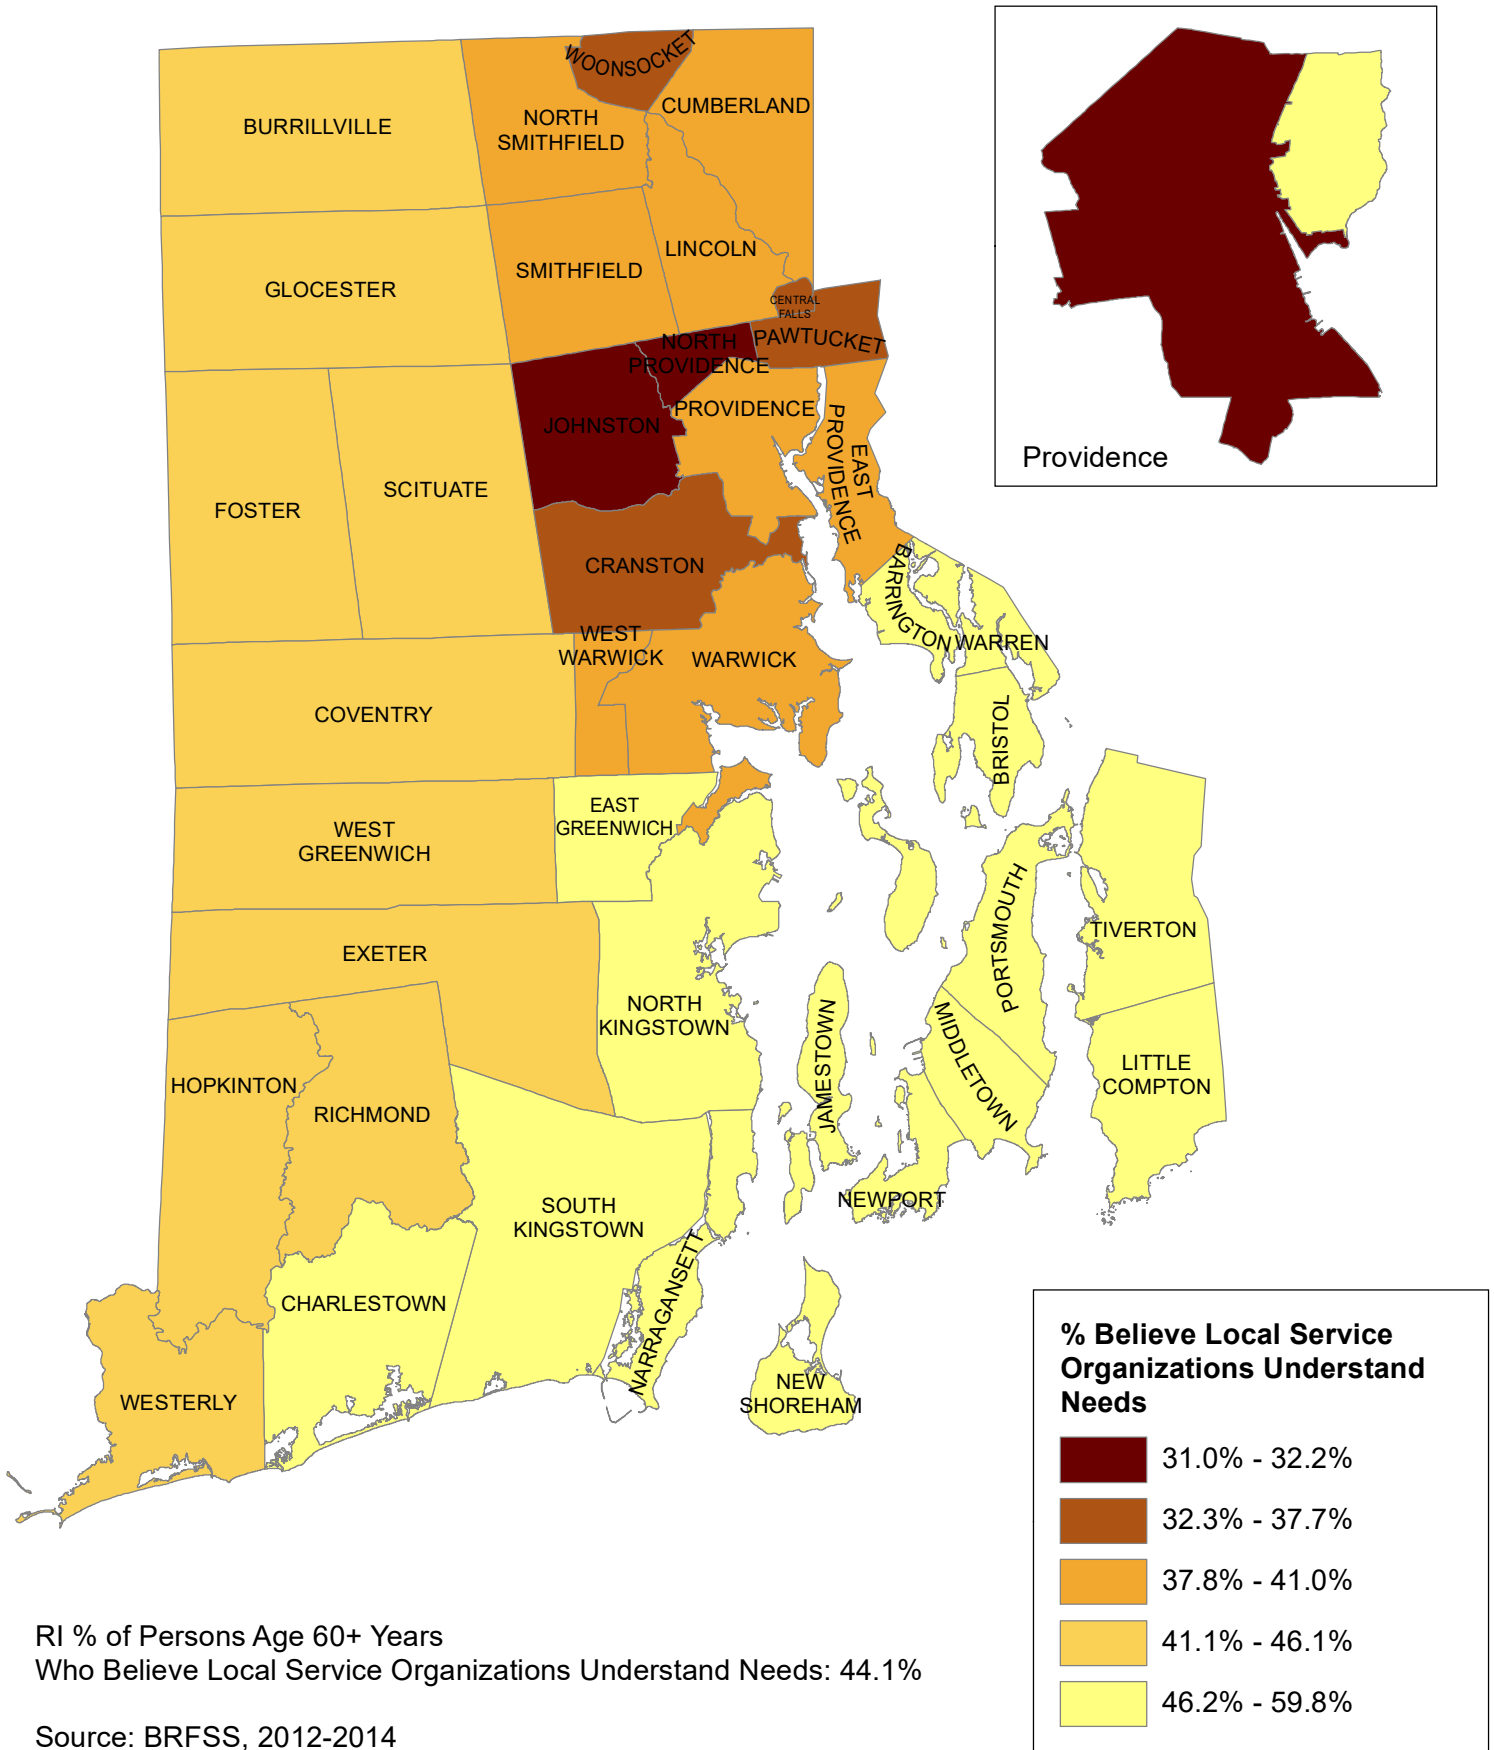 WOONSOCKET
CUMBERLAND
BURRILLVILLE
NORTH
SMITHFIELD
LINCOLN
SMITHFIELD
GLOCESTER
CENTRAL
FALLS
NORTH
PROVIDENCE
PAWTUCKET
PROVIDENCE
JOHNSTON
EAST
PROVIDENCE
SCITUATE
FOSTER
CRANSTON
BARRINGTON
WARREN
WEST
WARWICK
WARWICK
COVENTRY
BRISTOL
EAST
GREENWICH
WEST
GREENWICH
PORTSMOUTH
TIVERTON
EXETER
NORTH
KINGSTOWN
JAMESTOWN
MIDDLETOWN
LITTLE
COMPTON
HOPKINTON
RICHMOND
NEWPORT
SOUTH
KINGSTOWN
NARRAGANSETT
CHARLESTOWN
NEW
SHOREHAM
WESTERLY
Providence
% Believe Local Service
Organizations Understand
Needs
31.0% - 32.2%
32.3% - 37.7%
37.8% - 41.0%
41.1% - 46.1%
46.2% - 59.8%
RI % of Persons Age 60+ Years
Who Believe Local Service Organizations Understand Needs: 44.1%
Source: BRFSS, 2012-2014